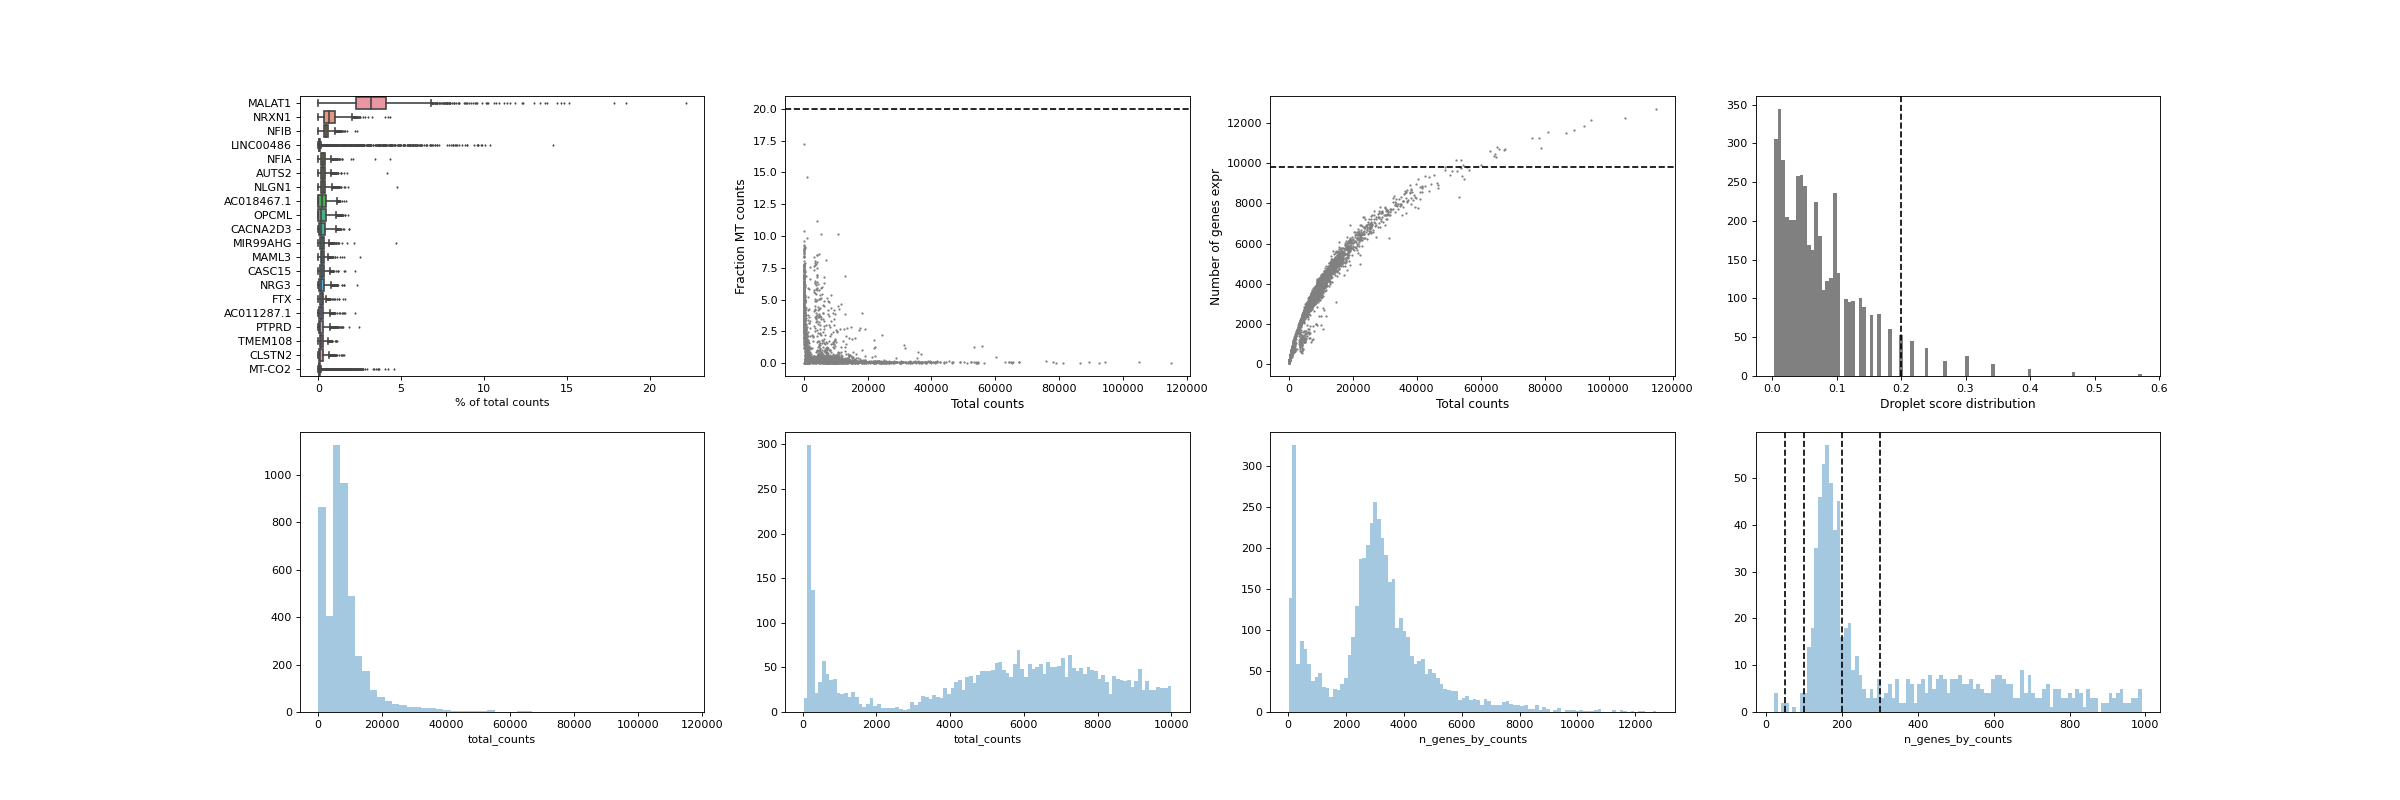 MALAT1
NRXN1
NFIB
LINC00486
NFIA
AUTS2
NLGN1
AC018467.1
OPCML
CACNA2D3
MIR99AHG
MAML3
CASC15
NRG3
FTX
AC011287.1
PTPRD
TMEM108
CLSTN2
MT-CO2
0 5 10 15 20
% of total counts
Fraction MT counts
20.0
17.5
15.0
12.5
10.0
7.5
5.0
2.5
0.0
0 20000 40000 60000 80000 100000 120000
Total counts
Number of genes expr
12000
10000
8000
6000
4000
2000
0
0 20000 40000 60000 80000 100000 120000
Total counts
350
300
250
200
150
100
50
0
0.0 0.1 0.2 0.3 0.4 0.5 0.6
Droplet score distribution
1000
800
600
400
200
0
0 20000 40000 60000 80000 100000 120000
total_counts
300
250
200
150
100
50
0
0 2000 4000 6000 8000 10000
total_counts
300
250
200
150
100
50
0
0 2000 4000 6000 8000 10000 12000
n_genes_by_counts
50
40
30
20
10
0
0 200 400 600 800 1000
n_genes_by_counts